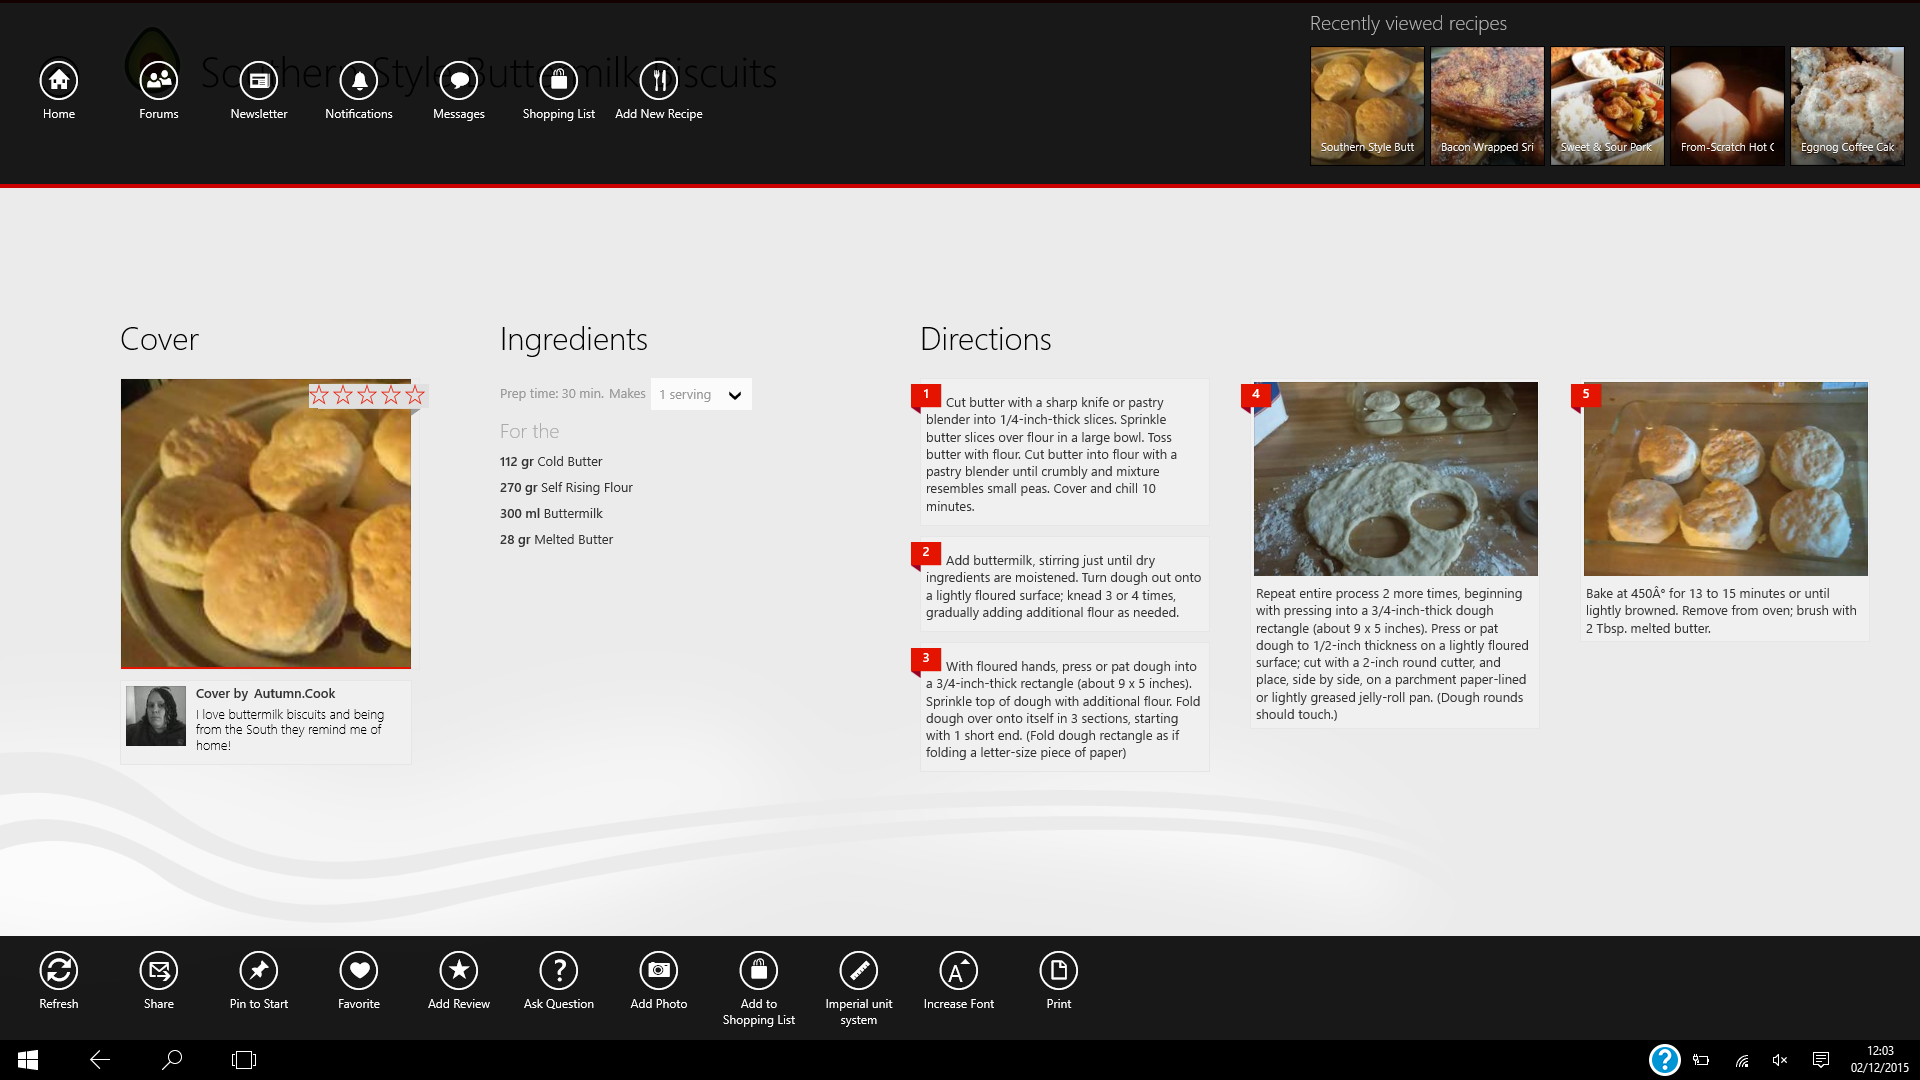 Southern Style Buttermilk Biscuits
Home
Forums
Newsletter
Notifications
Messages
Shopping List
Add New Recipe
Recently viewed recipes
Southern Style Butt
Bacon Wrapped Sri
Sweet & Sour Pork
From-Scratch Hot C
Eggnog Coffee Cak
Cover
Cover by Autumn.Cook
I love buttermilk biscuits and being
from the South they remind me of
home!
Ingredients
Prep time: 30 min. Makes 1 serving
For the
112 gr Cold Butter
270 gr Self Rising Flour
300 ml Buttermilk
28 gr Melted Butter
Directions
1
Cut butter with a sharp knife or pastry
blender into 1/4-inch-thick slices. Sprinkle
butter slices over flour in a large bowl. Toss
butter with flour. Cut butter into flour with a
pastry blender until crumbly and mixture
resembles small peas. Cover and chill 10
minutes.
2
Add buttermilk, stirring just until dry
ingredients are moistened. Turn dough out onto
a lightly floured surface; knead 3 or 4 times,
gradually adding additional flour as needed.
3
With floured hands, press or pat dough into
a 3/4-inch-thick rectangle (about 9 x 5 inches).
Sprinkle top of dough with additional flour. Fold
dough over onto itself in 3 sections, starting
with 1 short end. (Fold dough rectangle as if
folding a letter-size piece of paper)
4
Repeat entire process 2 more times, beginning
with pressing into a 3/4-inch-thick dough
rectangle (about 9 x 5 inches). Press or pat
dough to 1/2-inch thickness on a lightly floured
surface; cut with a 2-inch round cutter, and
place, side by side, on a parchment paper-lined
or lightly greased jelly-roll pan. (Dough rounds
should touch.)
5
Bake at 450Âº for 13 to 15 minutes or until
lightly browned. Remove from oven; brush with
2 Tbsp. melted butter.
Refresh
Share
Pin to Start
Favorite
Add Review
Ask Question
Add Photo
Add to
Shopping List
Imperial unit
system
Increase Font
Print
12:03
02/12/2015